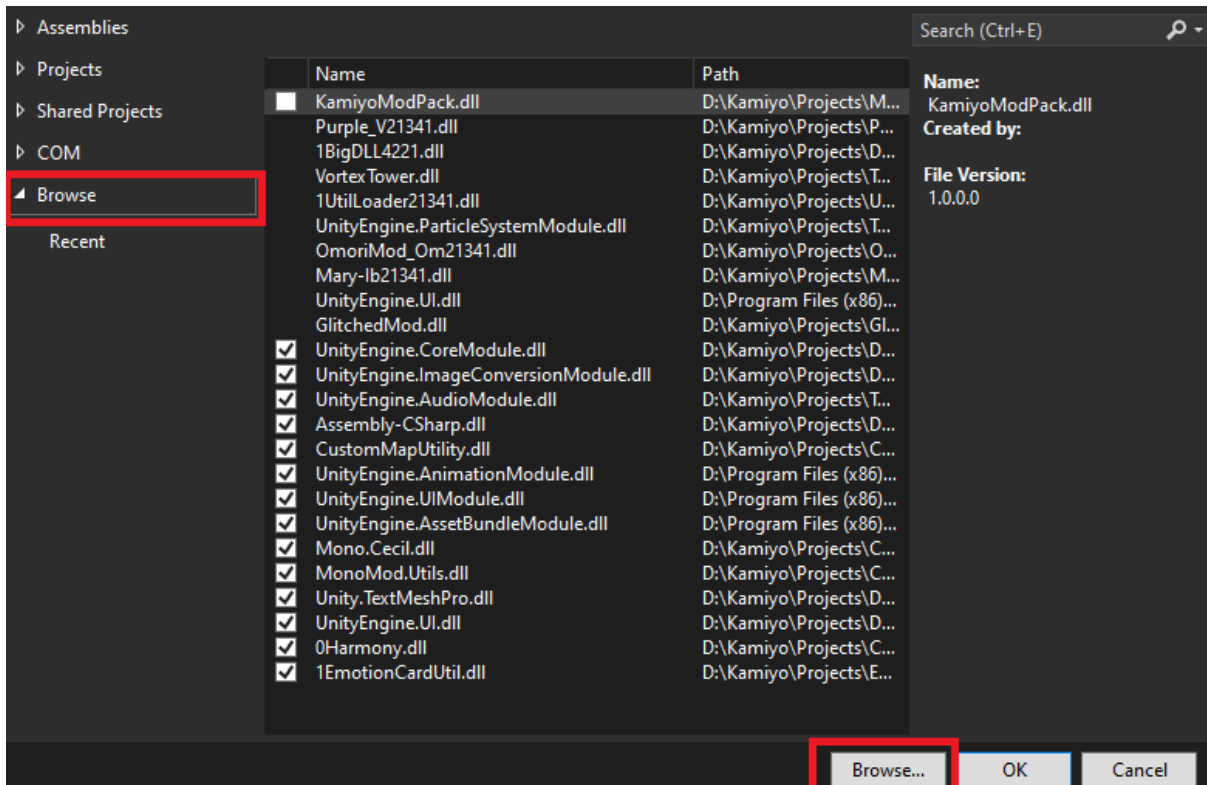 Assemblies
Projects
Shared Projects
COM
Browse
Recent
Name Path
KamiyoModPack.dll D:\Kamiyo\Projects\M...
Purple_V21341.dll D:\Kamiyo\Projects\P...
1BigDLL4221.dll D:\Kamiyo\Projects\D...
VortexTower.dll D:\Kamiyo\Projects\T...
1UtilLoader21341.dll D:\Kamiyo\Projects\U...
UnityEngine.ParticleSystemModule.dll D:\Kamiyo\Projects\T...
OmoriMod_Om21341.dll D:\Kamiyo\Projects\O...
Mary-Ib21341.dll D:\Kamiyo\Projects\M...
UnityEngine.UI.dll D:\Program Files (x86)...
GlitchedMod.dll D:\Kamiyo\Projects\Gl...
UnityEngine.CoreModule.dll D:\Kamiyo\Projects\D...
UnityEngine.ImageConversionModule.dll D:\Kamiyo\Projects\D...
UnityEngine.AudioModule.dll D:\Kamiyo\Projects\T...
Assembly-CSharp.dll D:\Kamiyo\Projects\D...
CustomMapUtility.dll D:\Kamiyo\Projects\C...
UnityEngine.AnimationModule.dll D:\Program Files (x86)...
UnityEngine.UIModule.dll D:\Program Files (x86)...
UnityEngine.AssetBundleModule.dll D:\Program Files (x86)...
Mono.Cecil.dll D:\Kamiyo\Projects\C...
MonoMod.Utils.dll D:\Kamiyo\Projects\C...
Unity.TextMeshPro.dll D:\Kamiyo\Projects\D...
UnityEngine.UI.dll D:\Kamiyo\Projects\D...
0Harmony.dll D:\Kamiyo\Projects\C...
1EmotionCardUtil.dll D:\Kamiyo\Projects\E...
Search (Ctrl+E)
Name:
KamiyoModPack.dll
Created by:
File Version:
1.0.0.0
Browse... OK Cancel